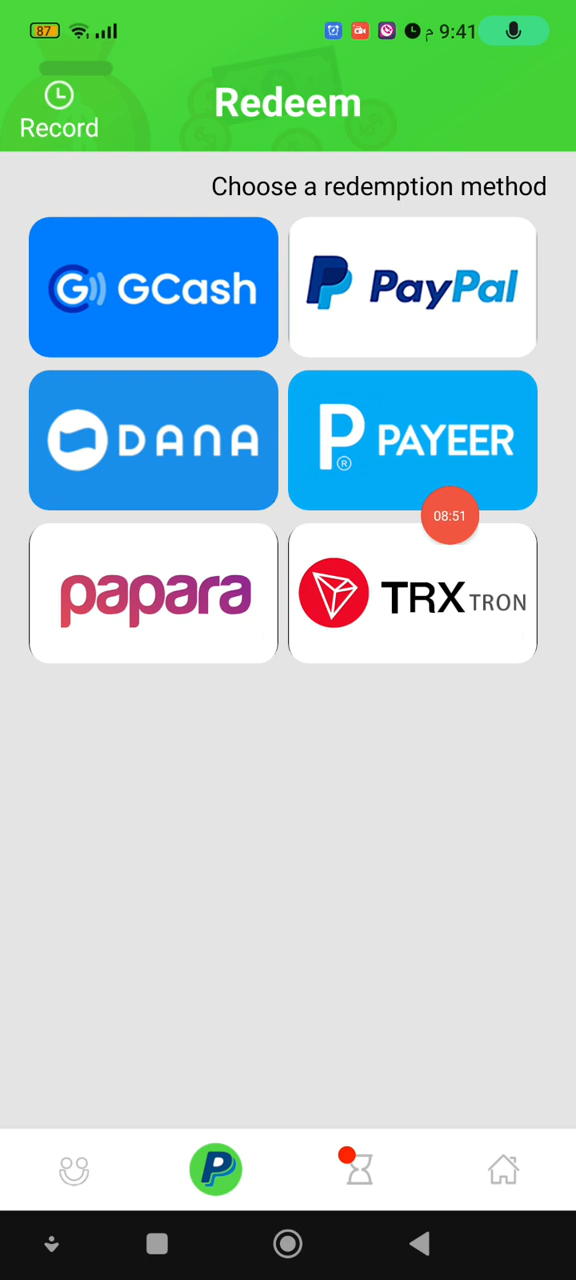 87
م 9:41
Redeem
Record
Choose a redemption method
G GCash
PayPal
DANA
P® PAYEER
08:51
papara
TRX TRON